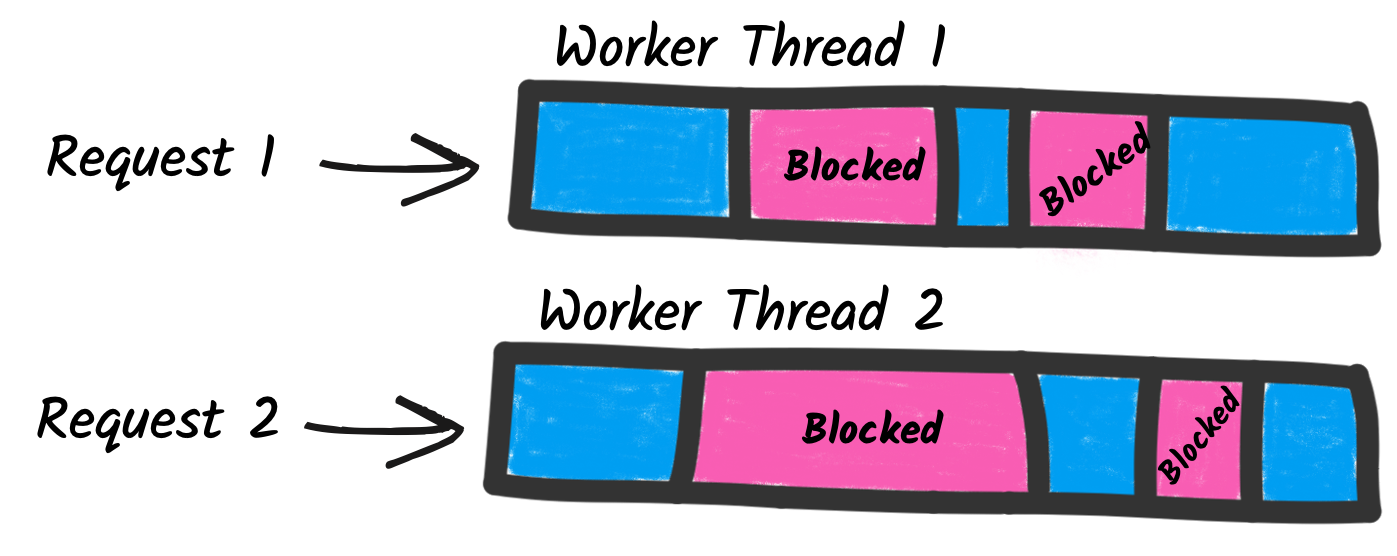 Worker Thread 1
Request 1
Blocked
Blocked
Worker Thread 2
Request 2
Blocked
Blocked